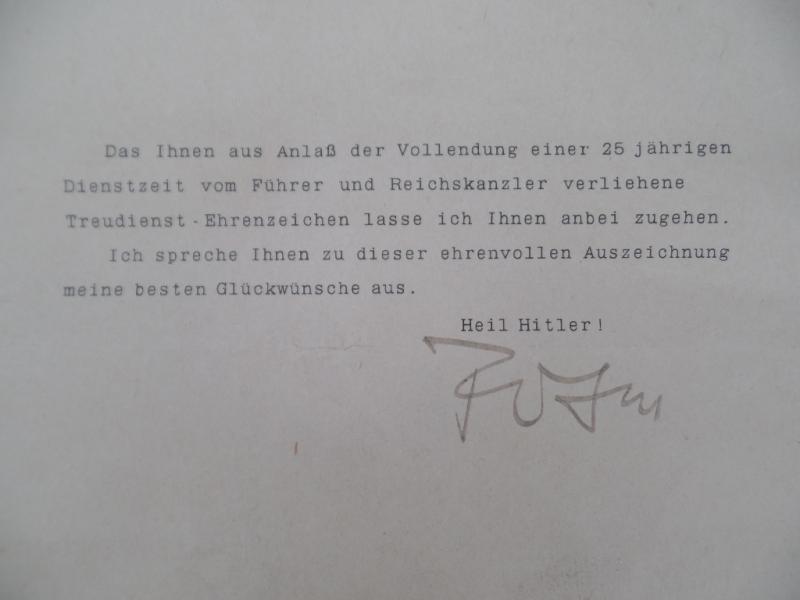 Das Ihnen aus Anlaß der Vollendung einer 25 jährigen
Dienstzeit vom Führer und Reichskanzler verliehene
Treudienst-Ehrenzeichen lasse ich Ihnen anbei zugehen.
Ich spreche Ihnen zu dieser ehrenvollen Auszeichnung
meine besten Glückwünsche aus.
Heil Hitler!